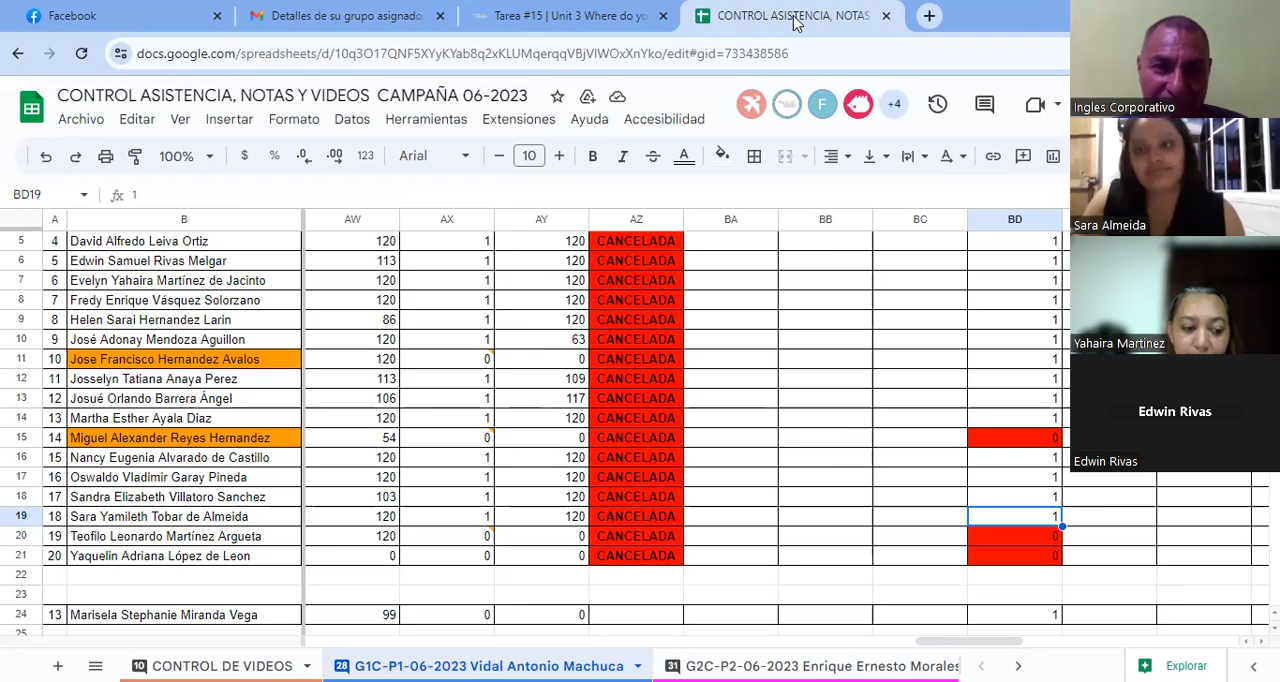 Facebook
Detalles de su grupo asignado
Tarea #15 | Unit 3 Where do yo
CONTROL ASISTENCIA, NOTAS
docs.google.com/spreadsheets/d/10q3O17QNF5XYyKYab8q2xKLUMqerqqVBjVIWOxXnYko/edit#gid=733438586
CONTROL ASISTENCIA, NOTAS Y VIDEOS CAMPAÑA 06-2023
Archivo Editar Ver Insertar Formato Datos Herramientas Extensiones Ayuda Accesibilidad
F +4
100% $ % .0 .00 123 Arial 10 B I A
BD19 fx 1
A B AW AX AY AZ BA BB BC BD
5 4 David Alfredo Leiva Ortiz 120 1 120 CANCELADA 1
6 5 Edwin Samuel Rivas Melgar 113 1 120 CANCELADA 1
7 6 Evelyn Yahaira Martínez de Jacinto 120 1 120 CANCELADA 1
8 7 Fredy Enrique Vásquez Solorzano 120 1 120 CANCELADA 1
9 8 Helen Sarai Hernandez Larin 86 1 120 CANCELADA 1
10 9 José Adonay Mendoza Aguillon 120 1 63 CANCELADA 1
11 10 Jose Francisco Hernandez Avalos 120 0 0 CANCELADA 1
12 11 Josselyn Tatiana Anaya Perez 113 1 109 CANCELADA 1
13 12 Josué Orlando Barrera Ángel 106 1 117 CANCELADA 1
14 13 Martha Esther Ayala Diaz 120 1 120 CANCELADA 1
15 14 Miguel Alexander Reyes Hernandez 54 0 0 CANCELADA 0
16 15 Nancy Eugenia Alvarado de Castillo 120 1 120 CANCELADA 1
17 16 Oswaldo Vladimir Garay Pineda 120 1 120 CANCELADA 1
18 17 Sandra Elizabeth Villatoro Sanchez 103 1 120 CANCELADA 1
19 18 Sara Yamileth Tobar de Almeida 120 1 120 CANCELADA 1
20 19 Teofilo Leonardo Martínez Argueta 120 0 0 CANCELADA 0
21 20 Yaquelin Adriana López de Leon 0 0 0 CANCELADA 0
22
23
24 13 Marisela Stephanie Miranda Vega 99 0 0 1
25
10 CONTROL DE VIDEOS
28 G1C-P1-06-2023 Vidal Antonio Machuca
31 G2C-P2-06-2023 Enrique Ernesto Morales
Explorar
Ingles Corporativo
Sara Almeida
Yahaira Martinez
Edwin Rivas
Edwin Rivas